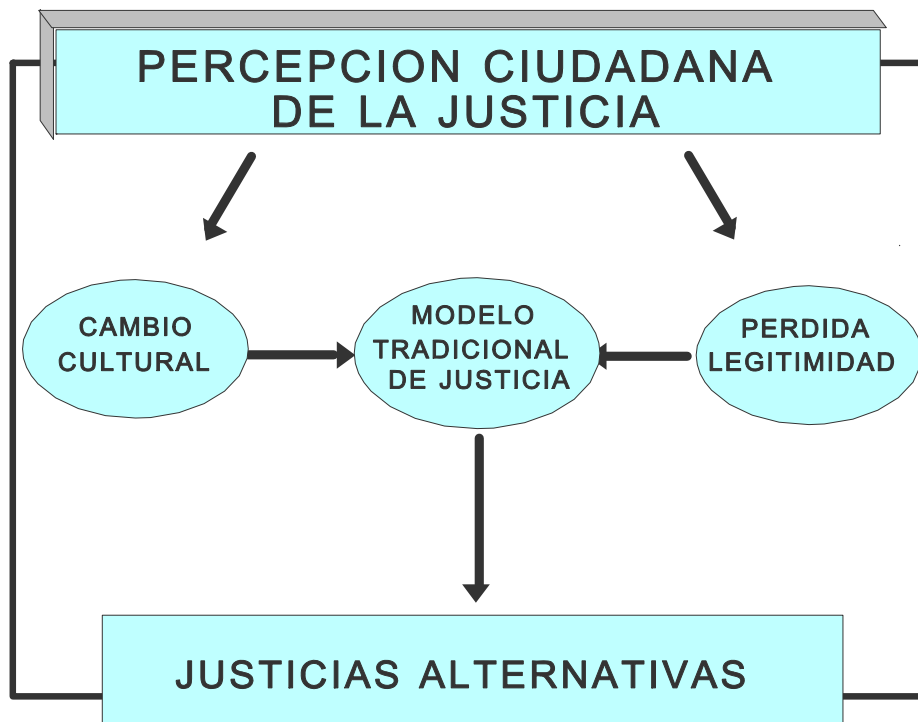 PERCEPCION CIUDADANA
DE LA JUSTICIA
CAMBIO
CULTURAL
MODELO
TRADICIONAL
DE JUSTICIA
PERDIDA
LEGITIMIDAD
JUSTICIAS ALTERNATIVAS